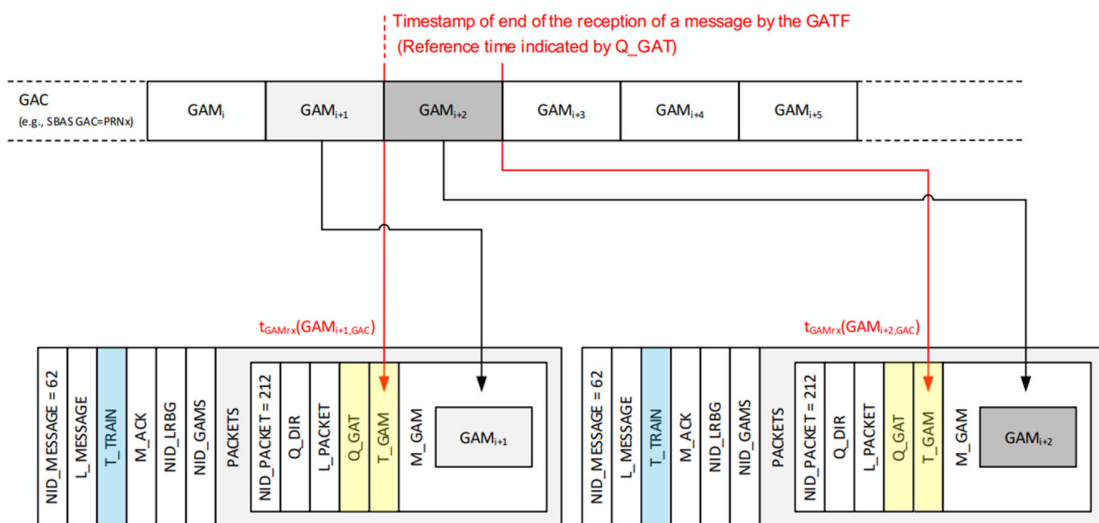 Timestamp of end of the reception of a message by the GATF
(Reference time indicated by Q_GAT)
GAC
(e.g., SBAS GAC=PRNx)
GAMi
GAMi+1
GAMi+2
GAMi+3
GAMi+4
GAMi+5
tGAMrx(GAMi+1,GAC)
tGAMrx(GAMi+2,GAC)
NID_MESSAGE = 62
L_MESSAGE
T_TRAIN
M_ACK
NID_LRBG
NID_GAMS
PACKETS
NID_PACKET = 212
Q_DIR
L_PACKET
Q_GAT
T_GAM
M_GAM
GAMi+1
NID_MESSAGE = 62
L_MESSAGE
T_TRAIN
M_ACK
NID_LRBG
NID_GAMS
PACKETS
NID_PACKET = 212
Q_DIR
L_PACKET
Q_GAT
T_GAM
M_GAM
GAMi+2